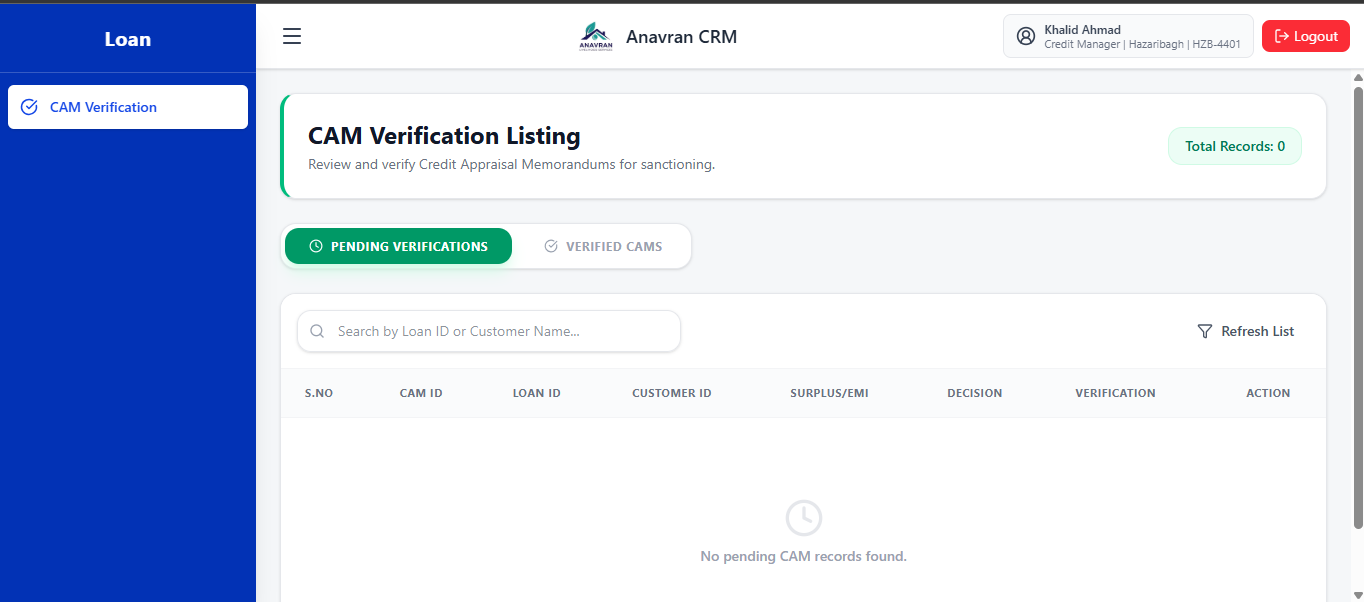 Loan
CAM Verification
ANAVRAN
Anavran CRM
Khalid Ahmad
Credit Manager | Hazaribagh | HZB-4401
Logout
CAM Verification Listing
Review and verify Credit Appraisal Memorandums for sanctioning.
Total Records: 0
PENDING VERIFICATIONS
VERIFIED CAMS
Search by Loan ID or Customer Name...
Refresh List
S.NO CAM ID LOAN ID CUSTOMER ID SURPLUS/EMI DECISION VERIFICATION ACTION
No pending CAM records found.